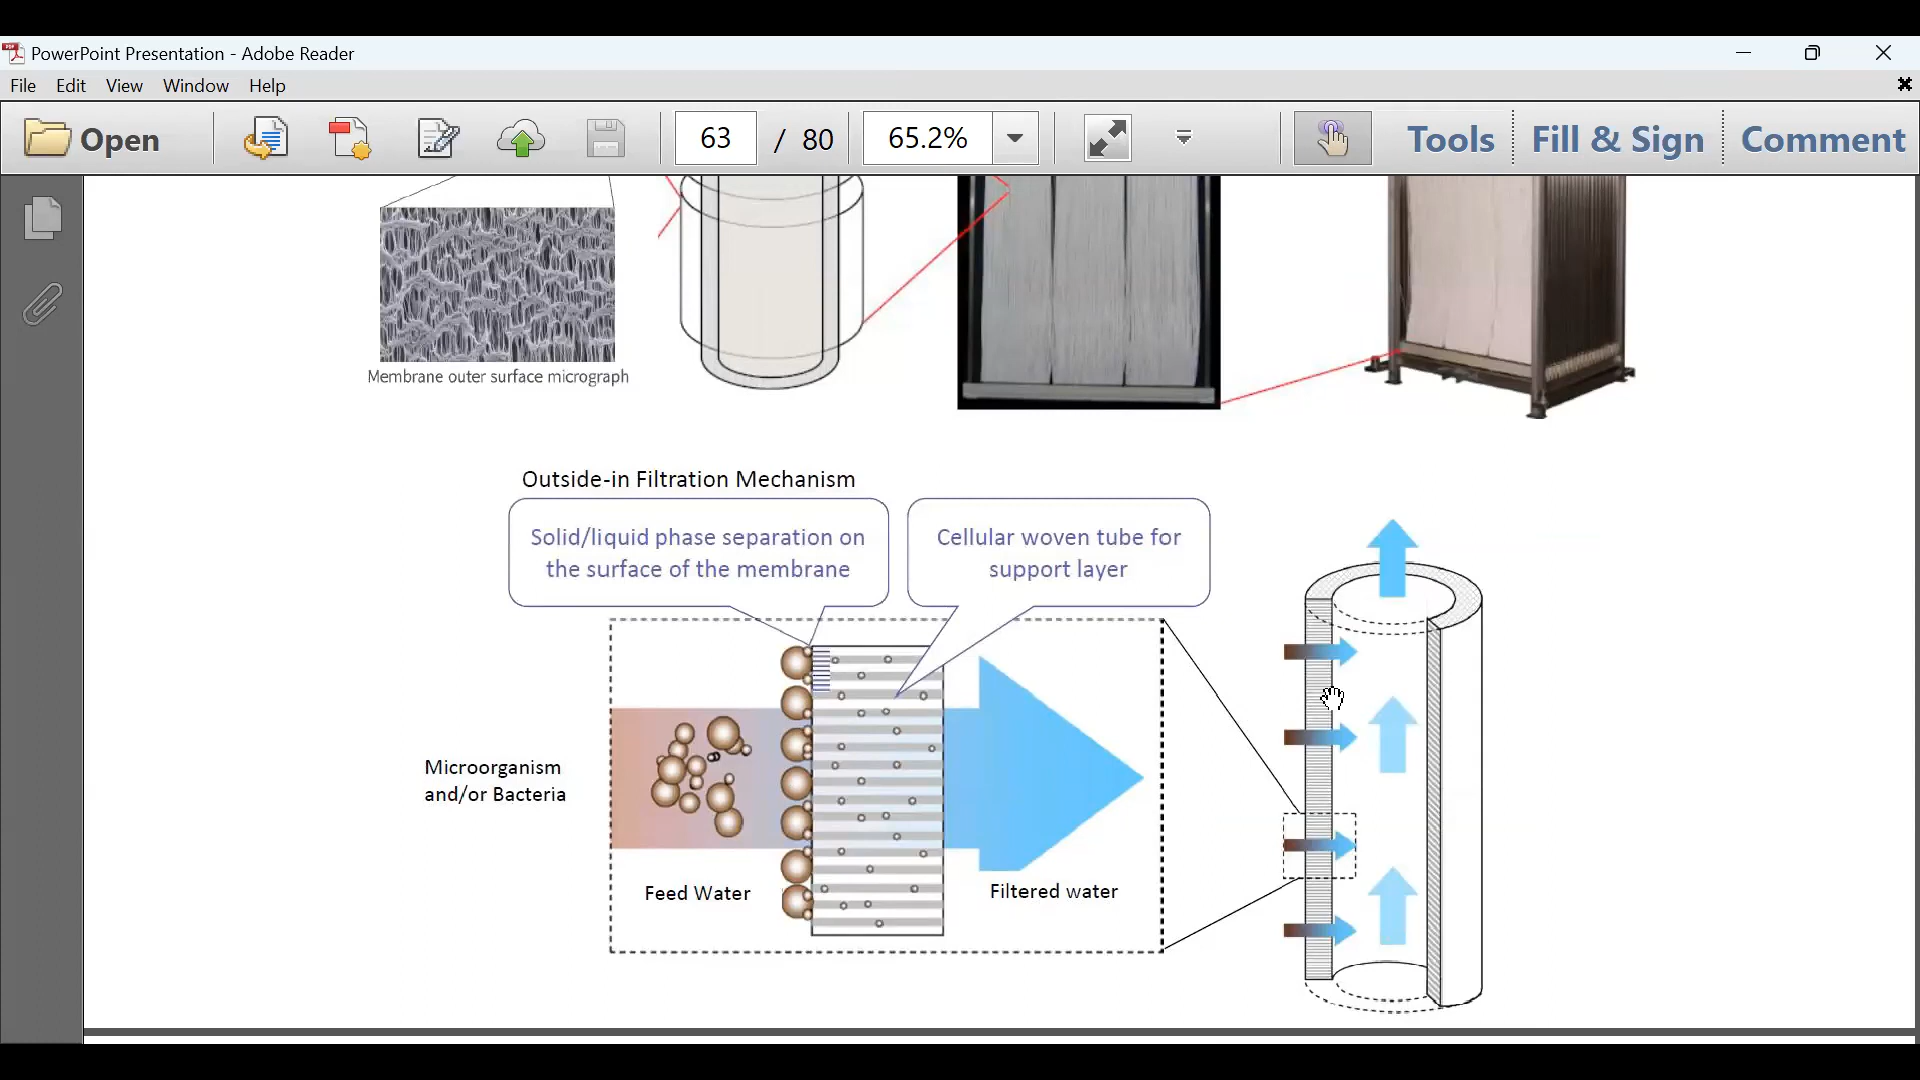 PowerPoint Presentation - Adobe Reader
File Edit View Window Help
Open 63 / 80 65.2% Tools Fill & Sign Comment
Membrane outer surface micrograph
Outside-in Filtration Mechanism
Solid/liquid phase separation on
the surface of the membrane
Cellular woven tube for
support layer
Microorganism
and/or Bacteria
Feed Water
Filtered water